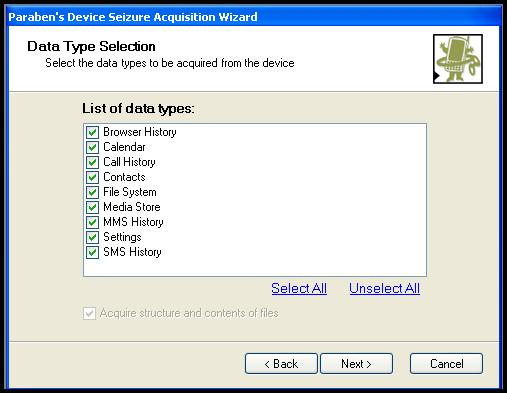 Paraben's Device Seizure Acquisition Wizard
Data Type Selection
Select the data types to be acquired from the device
List of data types:
Browser History
Calendar
Call History
Contacts
File System
Media Store
MMS History
Settings
SMS History
Select All Unselect All
Acquire structure and contents of files
< Back Next > Cancel